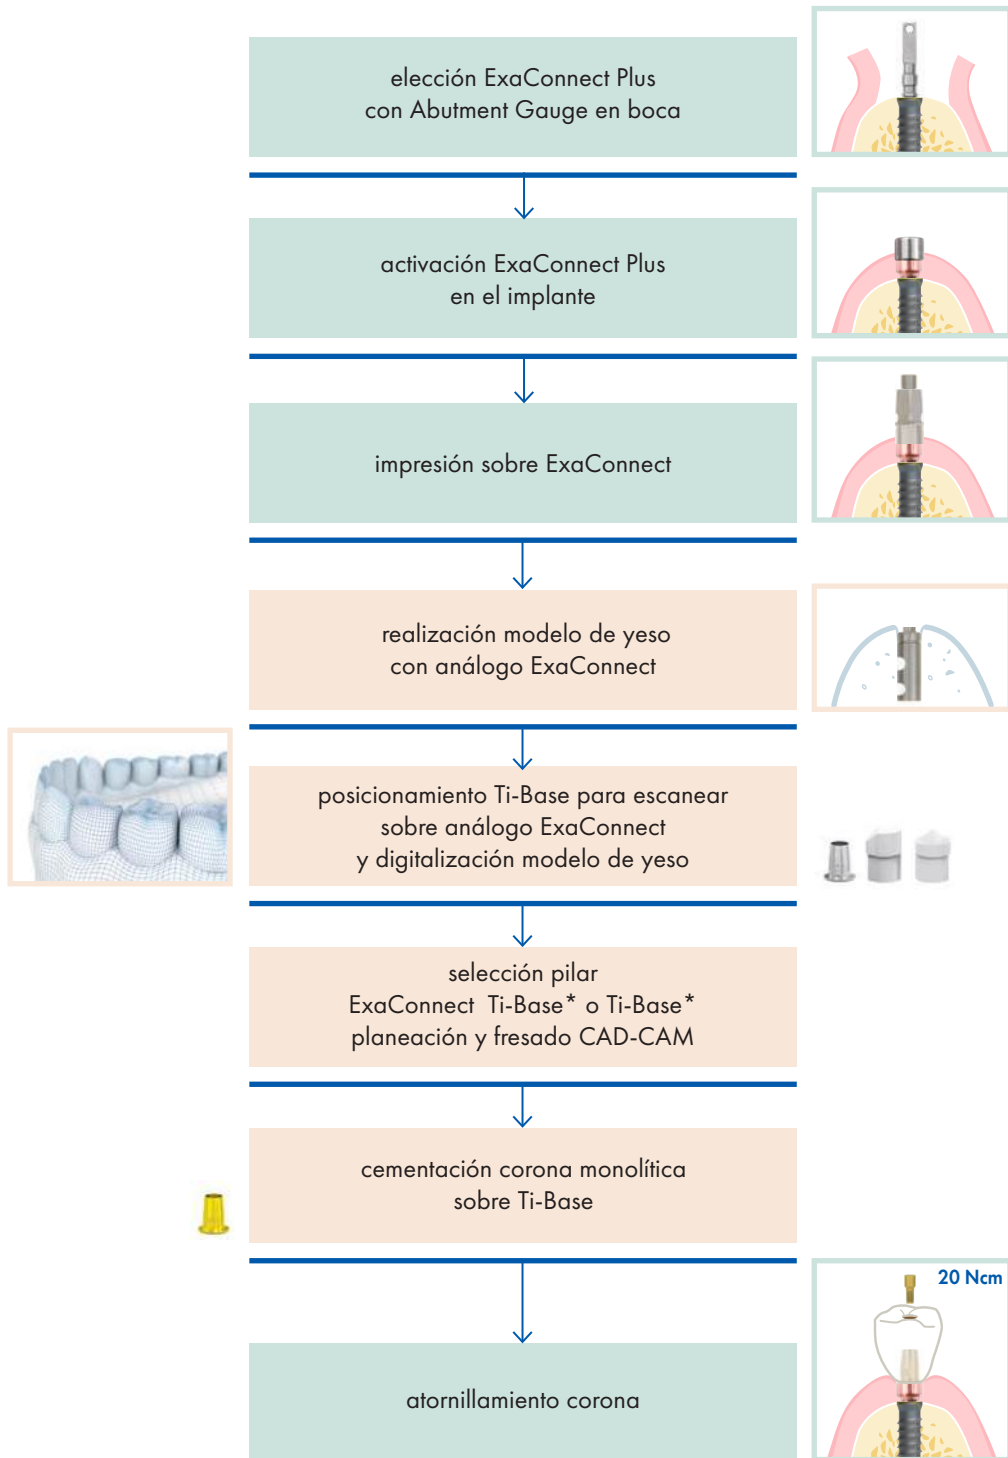 elección ExaConnect Plus
con Abutment Gauge en boca
activación ExaConnect Plus
en el implante
impresión sobre ExaConnect
realización modelo de yeso
con análogo ExaConnect
posicionamiento Ti-Base para escanear
sobre análogo ExaConnect
y digitalización modelo de yeso
selección pilar
ExaConnect Ti-Base* o Ti-Base*
planeación y fresado CAD-CAM
cementación corona monolítica
sobre Ti-Base
20 Ncm
atornillamiento corona